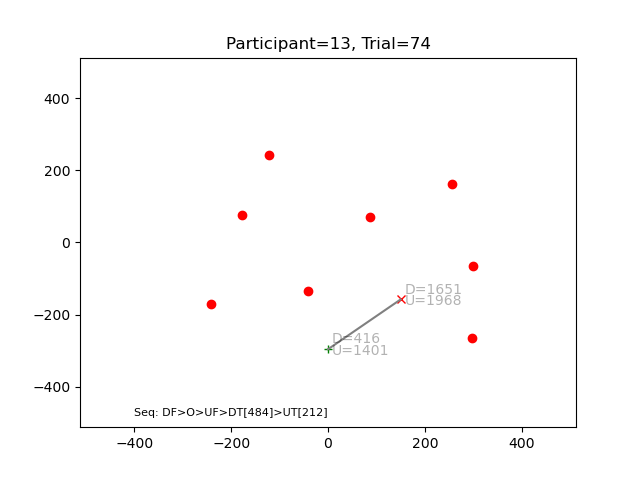 Participant=13, Trial=74
400
200
0
−200
−400
D=1651
U=1968
D=416
U=1401
Seq: DF>O>UF>DT[484]>UT[212]
−400
−200
0
200
400